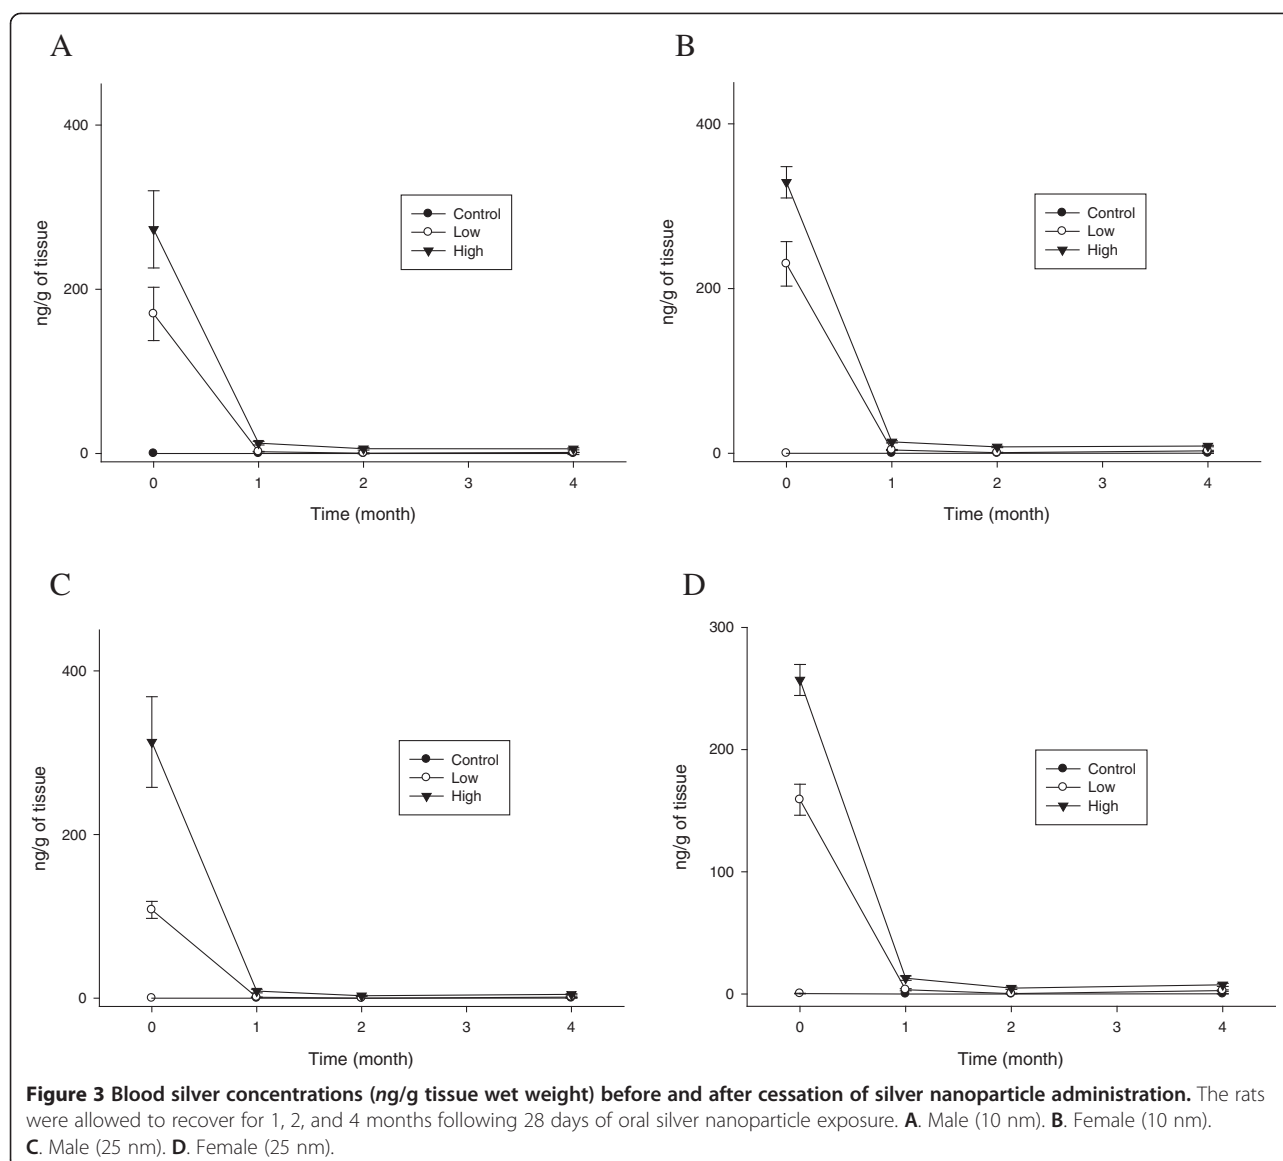 A
400
200
0
ng/g of tissue
Control
Low
High
0 1 2 3 4
Time (month)
B
400
200
0
ng/g of tissue
Control
Low
High
0 1 2 3 4
Time (month)
C
400
200
0
ng/g of tissue
Control
Low
High
0 1 2 3 4
Time (month)
D
300
200
100
0
ng/g of tissue
Control
Low
High
0 1 2 3 4
Time (month)
Figure 3 Blood silver concentrations (ng/g tissue wet weight) before and after cessation of silver nanoparticle administration. The rats
were allowed to recover for 1, 2, and 4 months following 28 days of oral silver nanoparticle exposure. A. Male (10 nm). B. Female (10 nm).
C. Male (25 nm). D. Female (25 nm).